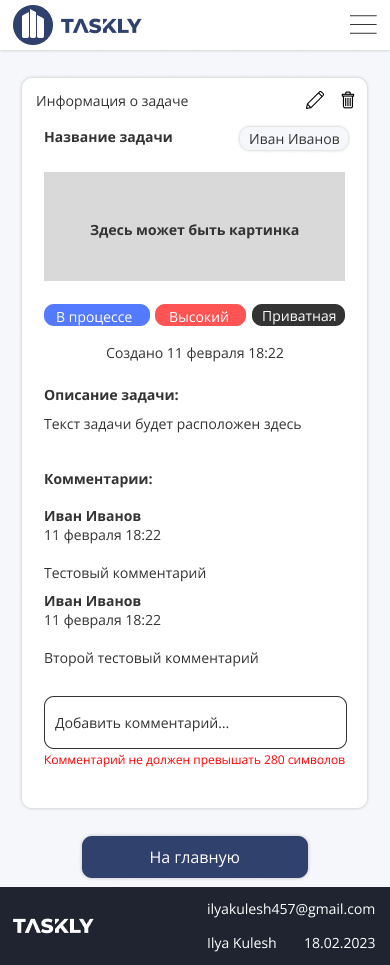 TASKLY
Информация о задаче
Название задачи
Иван Иванов
Здесь может быть картинка
В процессе
Высокий
Приватная
Создано 11 февраля 18:22
Описание задачи:
Текст задачи будет расположен здесь
Комментарии:
Иван Иванов
11 февраля 18:22
Тестовый комментарий
Иван Иванов
11 февраля 18:22
Второй тестовый комментарий
Добавить комментарий...
Комментарий не должен превышать 280 символов
На главную
TASKLY
ilyakulesh457@gmail.com
Ilya Kulesh
18.02.2023